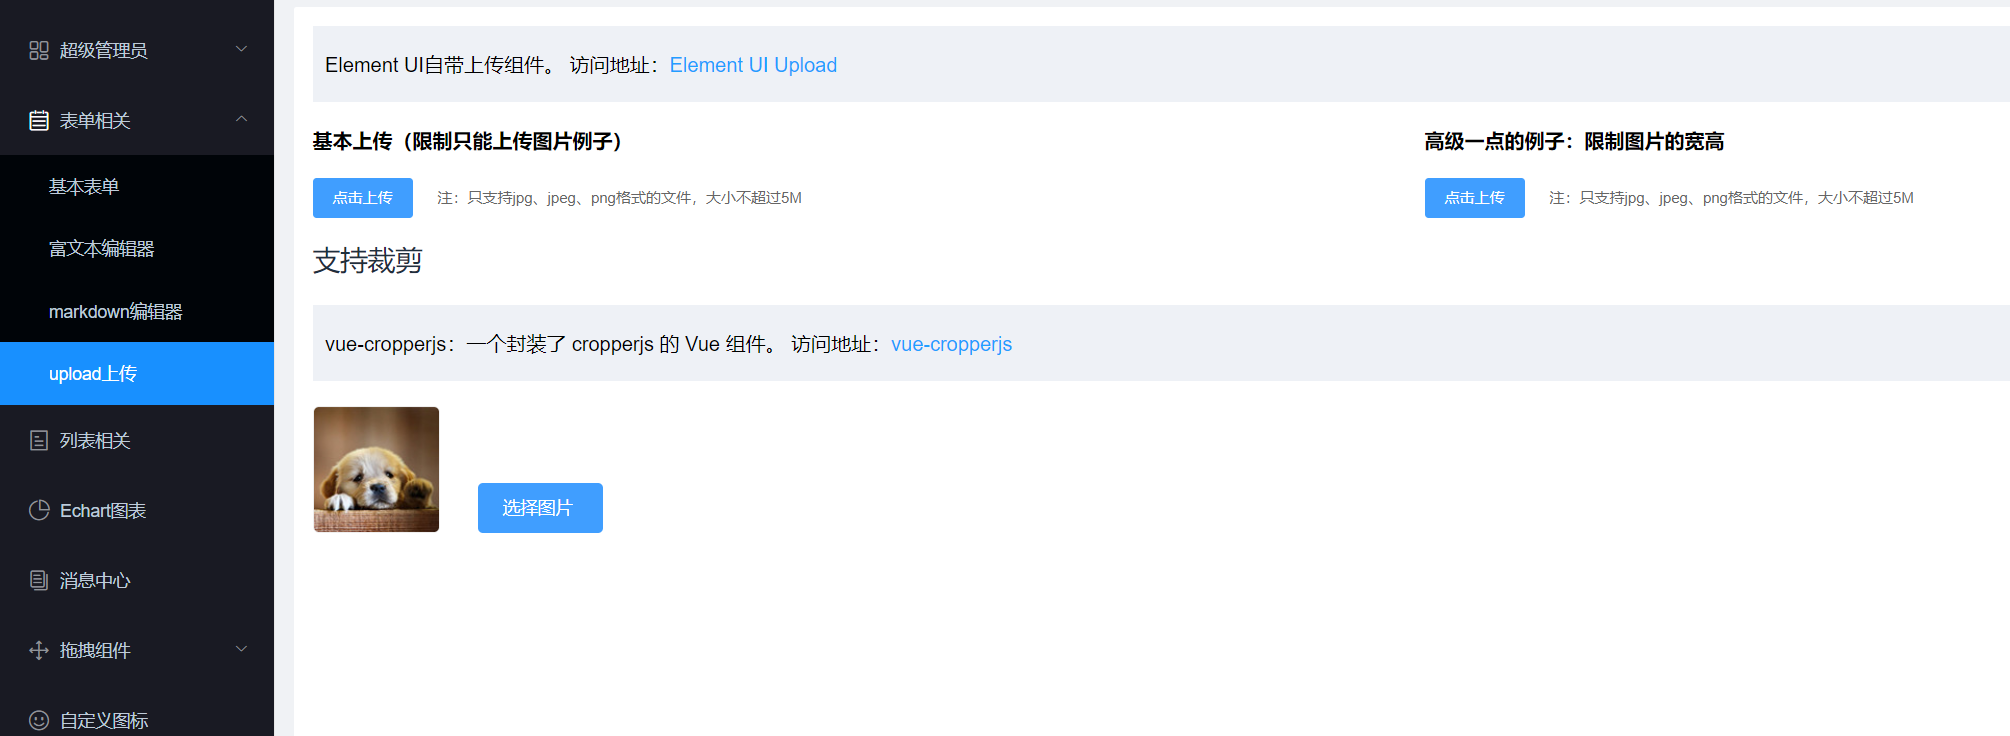 超级管理员
表单相关
基本表单
富文本编辑器
markdown编辑器
upload上传
列表相关
Echart图表
消息中心
拖拽组件
自定义图标
Element UI自带上传组件。 访问地址：Element UI Upload
基本上传（限制只能上传图片例子）
点击上传 注：只支持jpg、jpeg、png格式的文件，大小不超过5M
高级一点的例子：限制图片的宽高
点击上传 注：只支持jpg、jpeg、png格式的文件，大小不超过5M
支持裁剪
vue-cropperjs：一个封装了 cropperjs 的 Vue 组件。 访问地址：vue-cropperjs
选择图片